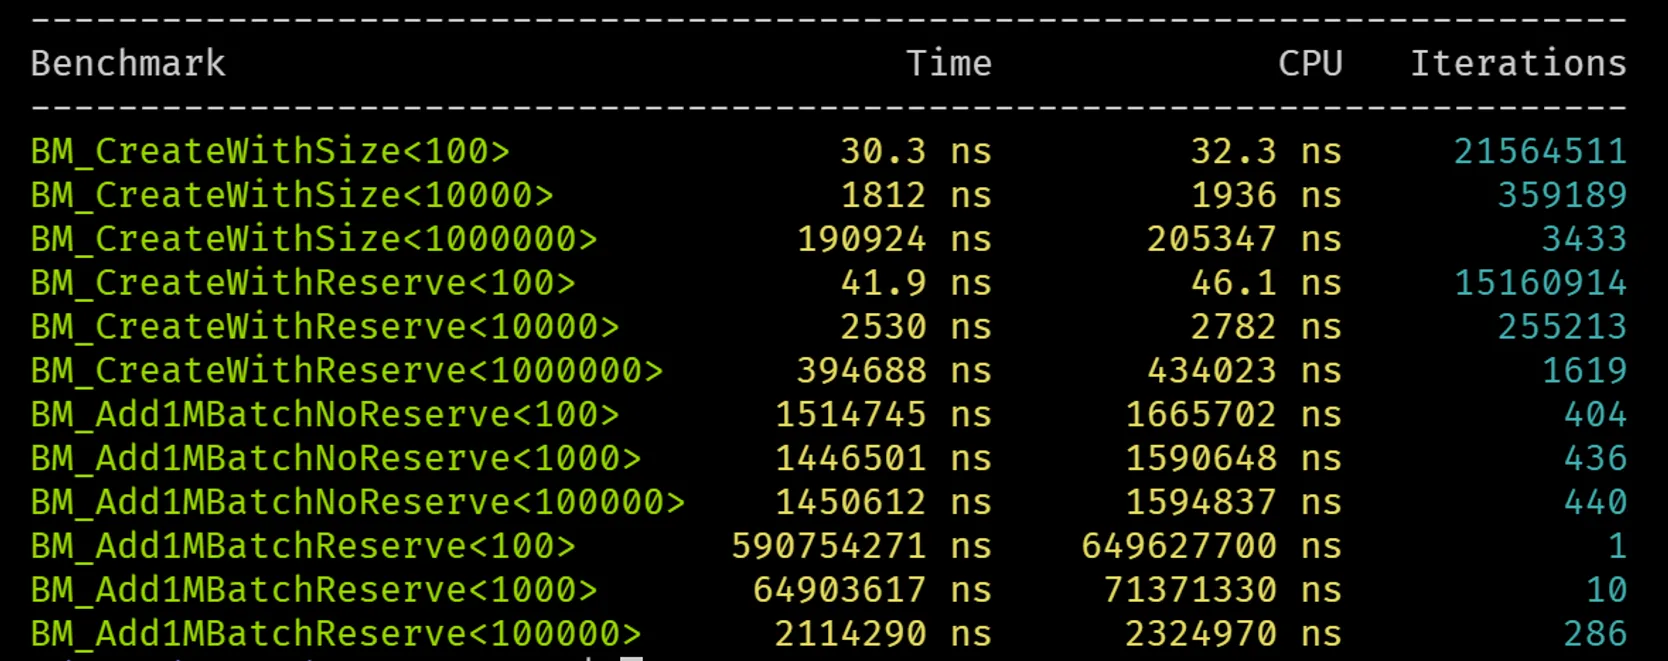 --------------------------------------------------------------------------
Benchmark Time CPU Iterations
--------------------------------------------------------------------------
BM_CreateWithSize<100> 30.3 ns 32.3 ns 21564511
BM_CreateWithSize<10000> 1812 ns 1936 ns 359189
BM_CreateWithSize<1000000> 190924 ns 205347 ns 3433
BM_CreateWithReserve<100> 41.9 ns 46.1 ns 15160914
BM_CreateWithReserve<10000> 2530 ns 2782 ns 255213
BM_CreateWithReserve<1000000> 394688 ns 434023 ns 1619
BM_Add1MBatchNoReserve<100> 1514745 ns 1665702 ns 404
BM_Add1MBatchNoReserve<1000> 1446501 ns 1590648 ns 436
BM_Add1MBatchNoReserve<100000> 1450612 ns 1594837 ns 440
BM_Add1MBatchReserve<100> 590754271 ns 649627700 ns 1
BM_Add1MBatchReserve<1000> 64903617 ns 71371330 ns 10
BM_Add1MBatchReserve<100000> 2114290 ns 2324970 ns 286